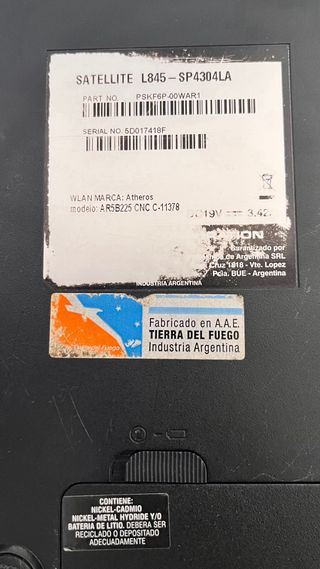 SATELLITE L845-SP4304LA
PART NO. PSKF6P-00WAR1
SERIAL NO. 5D017418F
WLAN MARCA: Atheros
modelo: AR5B225 CNC C-11378
DC19V 3.42
Garantizado por
de Argentina SRL
Cruz 1818 - Vte. Lopez
Pcia. BUE - Argentina
INDUSTRIA ARGENTINA
Fabricado en A.A.E.
TIERRA DEL FUEGO
Industria Argentina
CONTIENE:
NICKEL-CADMIO
NICKEL-METAL HYDRIDE Y/O
BATERIA DE LITIO. DEBERA SER
RECICLADO O DEPOSITADO
ADECUADAMENTE